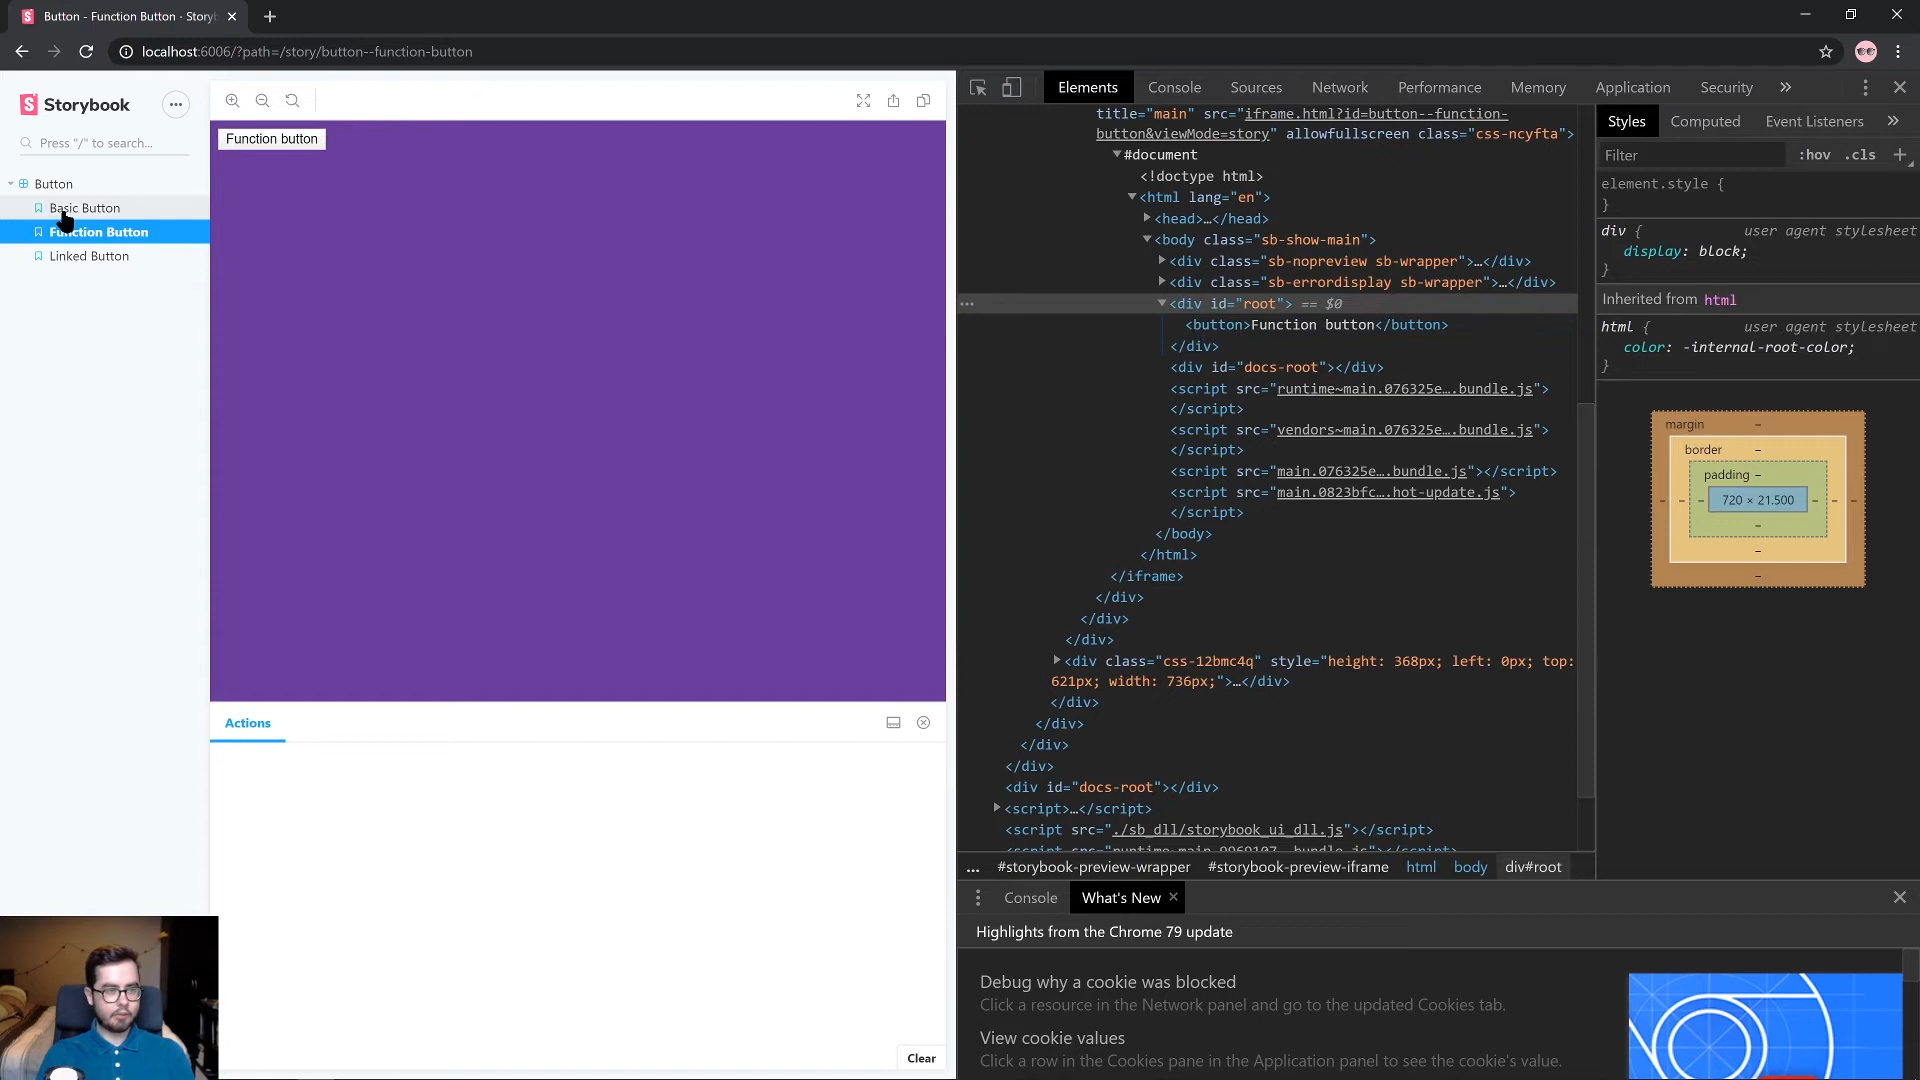 Button - Function Button · Storyb
localhost:6006/?path=/story/button--function-button
Storybook
Press "/" to search...
Button
Basic Button
Function Button
Linked Button
Function button
Actions
Clear
Elements
Console
Sources
Network
Performance
Memory
Application
Security
title="main" src="iframe.html?id=button--function-
button&viewMode=story" allowfullscreen class="css-ncyfta">
#document
<!doctype html>
<html lang="en">
<head>…</head>
<body class="sb-show-main">
<div class="sb-nopreview sb-wrapper">…</div>
<div class="sb-errordisplay sb-wrapper">…</div>
<div id="root"> == $0
<button>Function button</button>
</div>
<div id="docs-root"></div>
<script src="runtime~main.076325e….bundle.js">
</script>
<script src="vendors~main.076325e….bundle.js">
</script>
<script src="main.076325e….bundle.js"></script>
<script src="main.0823bfc….hot-update.js">
</script>
</body>
</html>
</iframe>
</div>
</div>
</div>
<div class="css-12bmc4q" style="height: 368px; left: 0px; top:
621px; width: 736px;">…</div>
</div>
</div>
</div>
</div>
<div id="docs-root"></div>
<script>…</script>
<script src="./sb_dll/storybook_ui_dll.js"></script>
... #storybook-preview-wrapper #storybook-preview-iframe html body div#root
Styles
Computed
Event Listeners
Filter
:hov .cls
element.style {
}
div { user agent stylesheet
display: block;
}
Inherited from html
html { user agent stylesheet
color: -internal-root-color;
}
margin –
border –
padding –
– – – 720 × 21.500 – – –
–
–
–
Console
What's New
Highlights from the Chrome 79 update
Debug why a cookie was blocked
Click a resource in the Network panel and go to the updated Cookies tab.
View cookie values
Click a row in the Cookies pane in the Application panel to see the cookie's value.